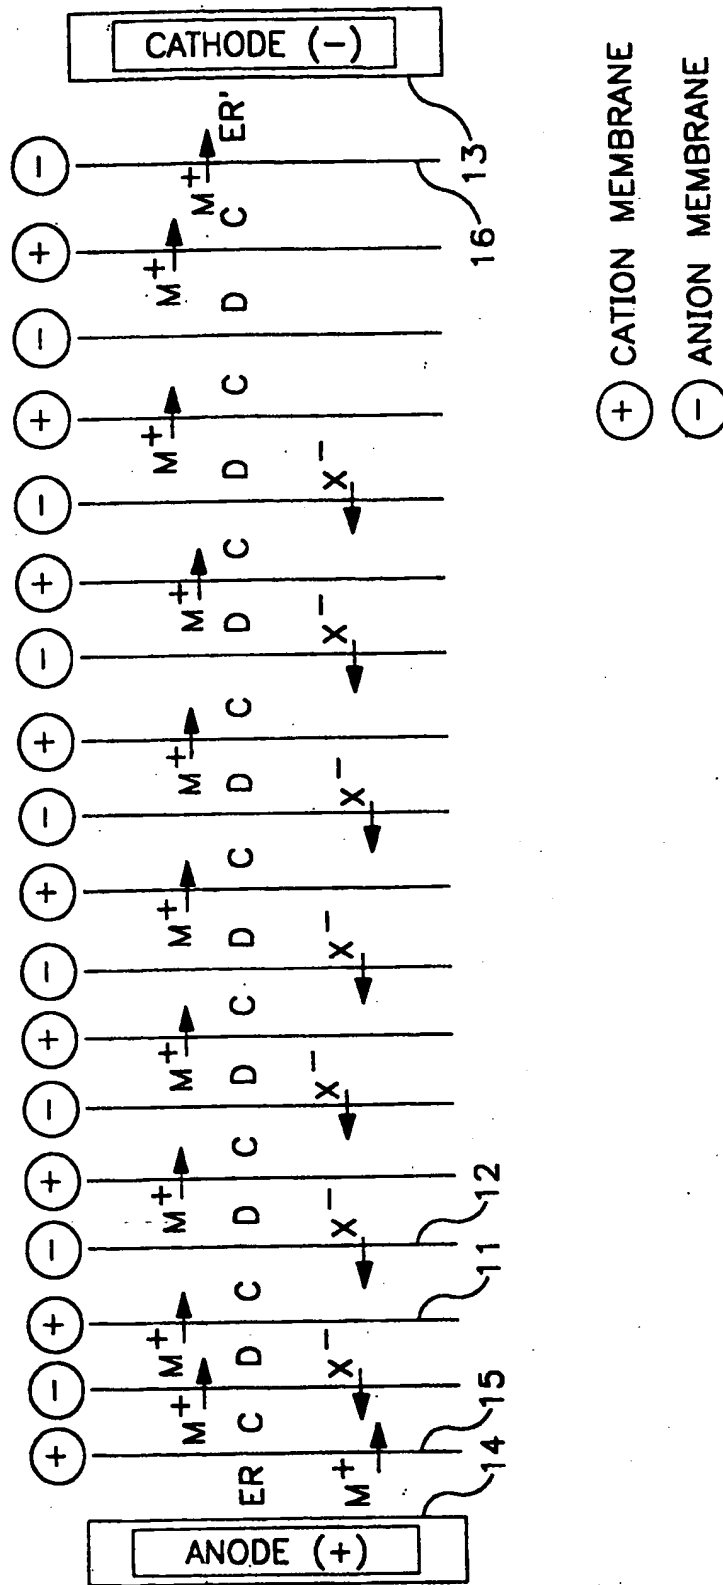 CATHODE (-)
ANODE (+)
+ - + - + - + - + - + - + - + - + -
M+ M+ M+ M+ M+ M+ M+ M+ M+ M+
ER C D C D C D C D C D C D C D C D C ER'
M+ X- X- X- X- X- X- X-
14 15 11 12 16 13
+ CATION MEMBRANE
- ANION MEMBRANE